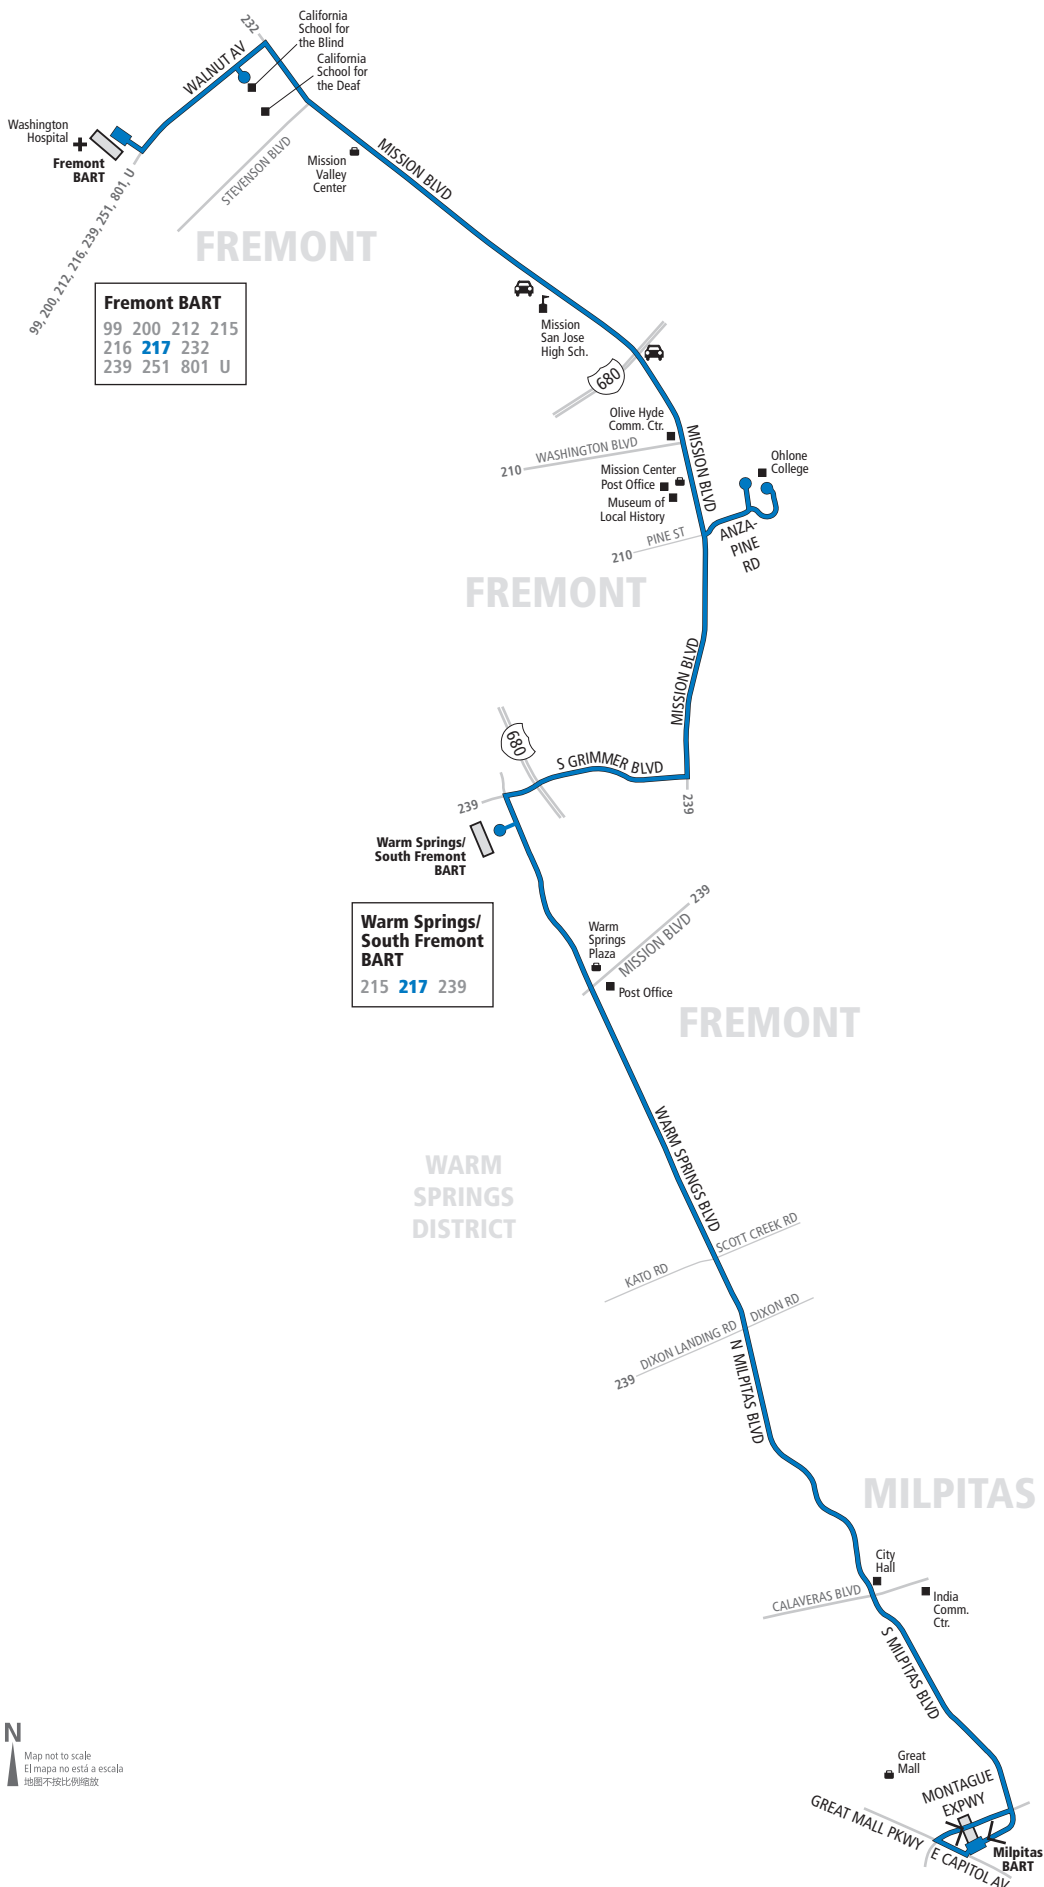 232
California
School for
the Blind
California
School for
the Deaf
WALNUT AV
Washington
Hospital
Fremont
BART
99, 200, 212, 216, 239, 251, 801, U
STEVENSON BLVD
Mission
Valley
Center
MISSION BLVD
FREMONT
Fremont BART
99 200 212 215
216 217 232
239 251 801 U
Mission
San Jose
High Sch.
680
Olive Hyde
Comm. Ctr.
MISSION BLVD
WASHINGTON BLVD
210
Mission Center
Post Office
Museum of
Local History
Ohlone
College
ANZA-
PINE
RD
PINE ST
210
FREMONT
MISSION BLVD
680
S GRIMMER BLVD
239
239
Warm Springs/
South Fremont
BART
Warm Springs/
South Fremont
BART
215 217 239
Warm
Springs
Plaza
239
MISSION BLVD
Post Office
FREMONT
WARM SPRINGS BLVD
WARM
SPRINGS
DISTRICT
SCOTT CREEK RD
KATO RD
DIXON RD
DIXON LANDING RD
239
N MILPITAS BLVD
MILPITAS
City
Hall
CALAVERAS BLVD
India
Comm.
Ctr.
S MILPITAS BLVD
N
Map not to scale
El mapa no está a escala
地图不按比例缩放
Great
Mall
MONTAGUE
EXPWY
GREAT MALL PKWY
E CAPITOL AV
Milpitas
BART